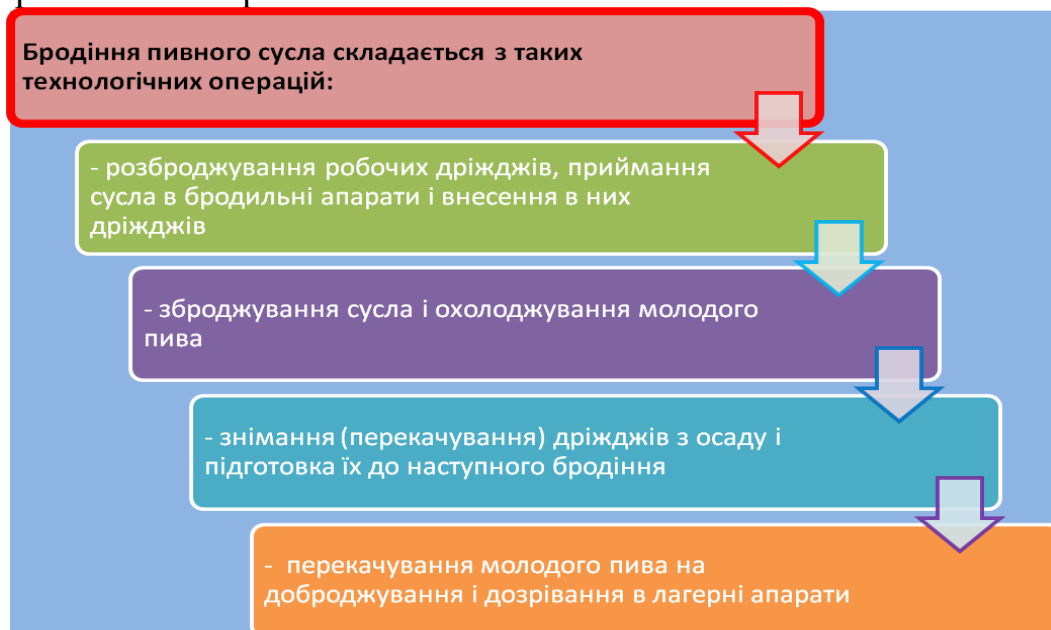 Бродіння пивного сусла складається з таких
технологічних операцій:
- розброджування робочих дріжджів, приймання
сусла в бродильні апарати і внесення в них
дріжджів
- зброджування сусла і охолоджування молодого
пива
- знімання (перекачування) дріжджів з осаду і
підготовка їх до наступного бродіння
- перекачування молодого пива на
доброджування і дозрівання в лагерні апарати